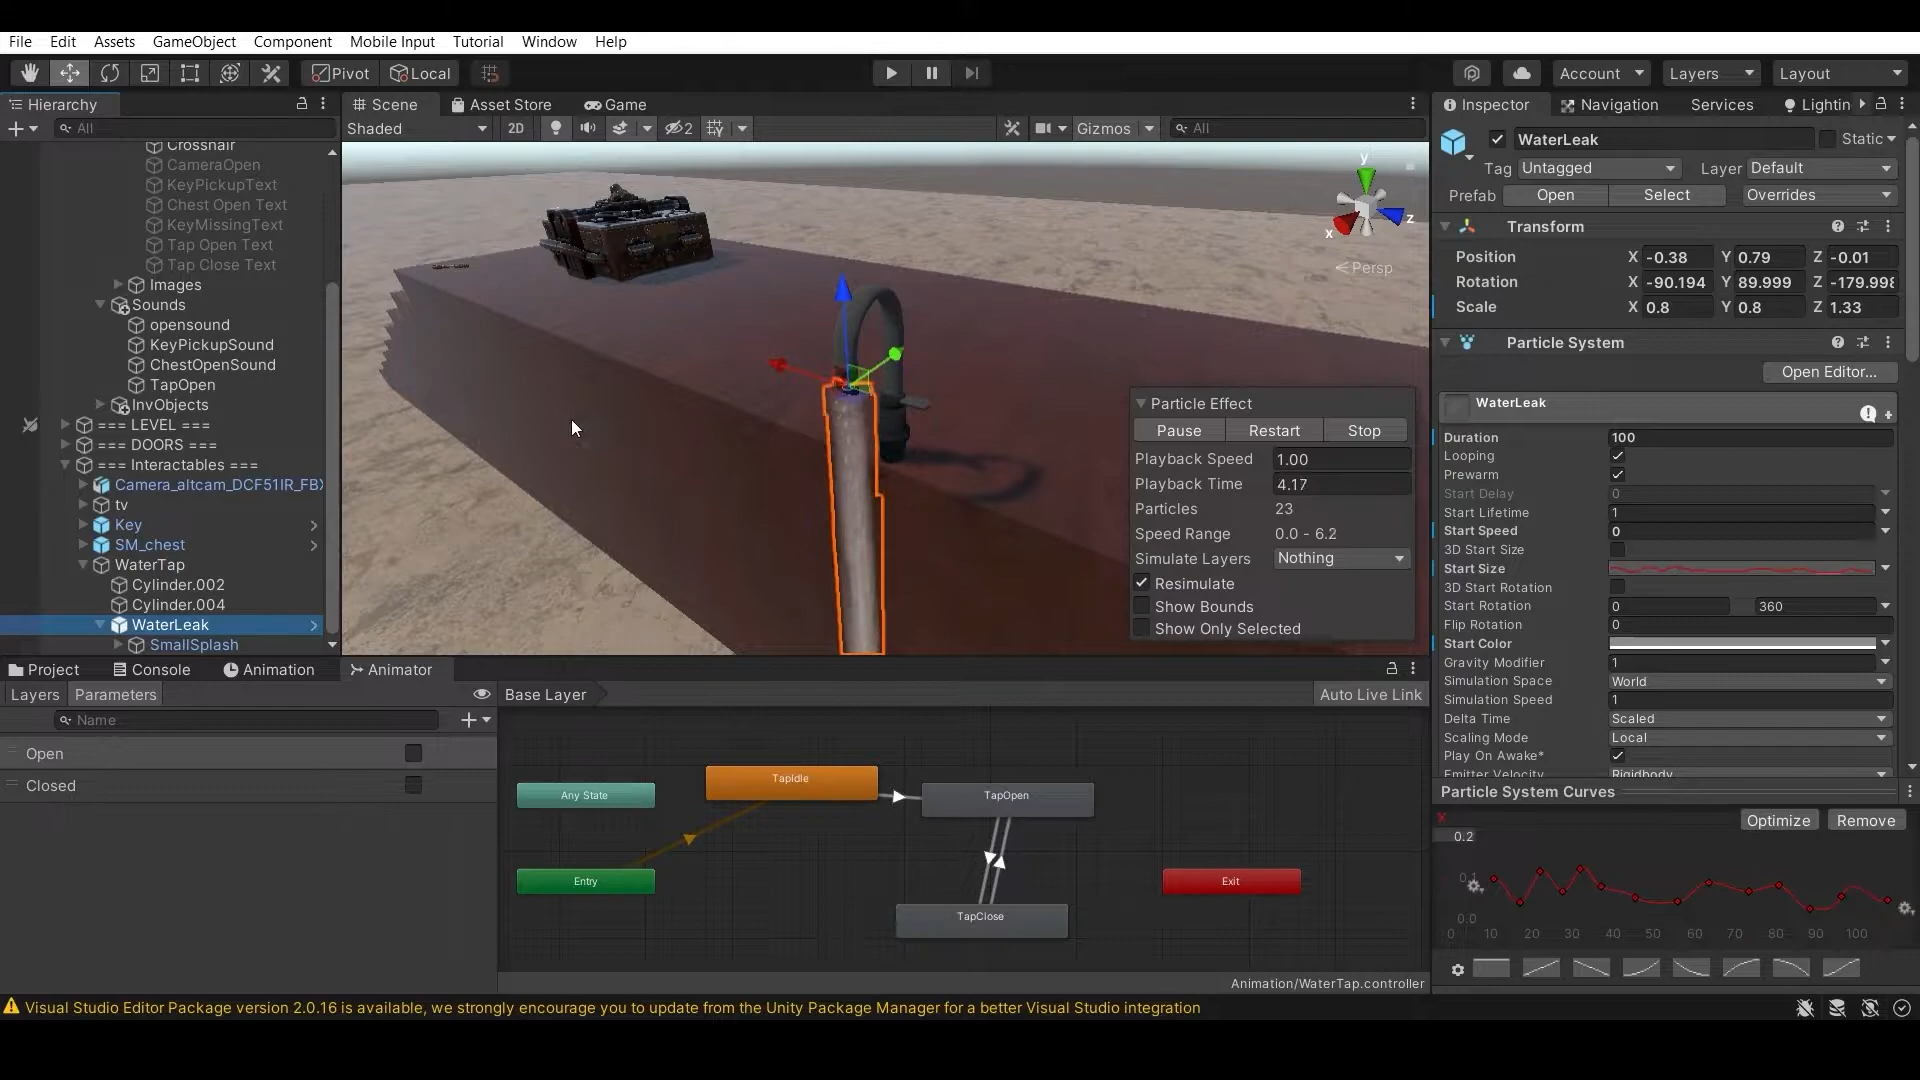 File Edit Assets GameObject Component Mobile Input Tutorial Window Help
Pivot Local Account Layers Layout
Hierarchy
All
Crosshair
CameraOpen
KeyPickupText
Chest Open Text
KeyMissingText
Tap Open Text
Tap Close Text
Images
Sounds
opensound
KeyPickupSound
ChestOpenSound
TapOpen
InvObjects
=== LEVEL ===
=== DOORS ===
=== Interactables ===
Camera_altcam_DCF51IR_FBX
tv
Key
SM_chest
WaterTap
Cylinder.002
Cylinder.004
WaterLeak
SmallSplash
Scene Asset Store Game
Shaded 2D 2 Gizmos All
y
z
x
Persp
Particle Effect
Pause Restart Stop
Playback Speed 1.00
Playback Time 4.17
Particles 23
Speed Range 0.0 - 6.2
Simulate Layers Nothing
Resimulate
Show Bounds
Show Only Selected
Inspector Navigation Services Lightin
WaterLeak Static
Tag Untagged Layer Default
Prefab Open Select Overrides
Transform
Position X -0.38 Y 0.79 Z -0.01
Rotation X -90.194 Y 89.999 Z -179.998
Scale X 0.8 Y 0.8 Z 1.33
Particle System
Open Editor...
WaterLeak
Duration 100
Looping
Prewarm
Start Delay 0
Start Lifetime 1
Start Speed 0
3D Start Size
Start Size
3D Start Rotation
Start Rotation 0 360
Flip Rotation 0
Start Color
Gravity Modifier 1
Simulation Space World
Simulation Speed 1
Delta Time Scaled
Scaling Mode Local
Play On Awake*
Emitter Velocity Rigidbody
Particle System Curves
Optimize Remove
0.2
0.1
0.0
0 10 20 30 40 50 60 70 80 90 100
Project Console Animation Animator
Layers Parameters
Name
Open
Closed
Base Layer Auto Live Link
Any State
TapIdle
TapOpen
Entry
Exit
TapClose
Animation/WaterTap.controller
Visual Studio Editor Package version 2.0.16 is available, we strongly encourage you to update from the Unity Package Manager for a better Visual Studio integration